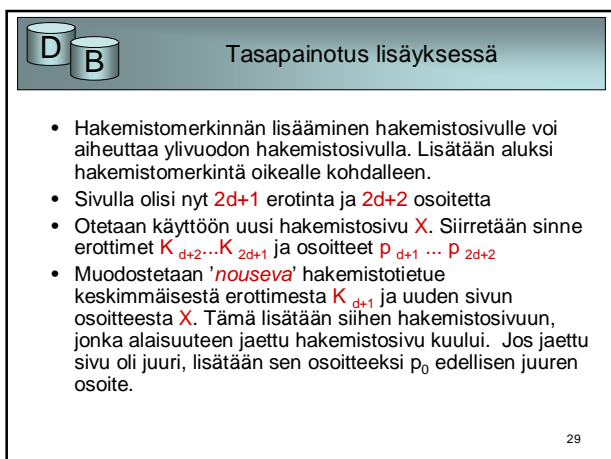 D B
Tasapainotus lisäyksessä
• Hakemistomerkinnän lisääminen hakemistosivulle voi
aiheuttaa ylivuodon hakemistosivulla. Lisätään aluksi
hakemistomerkintä oikealle kohdalleen.
• Sivulla olisi nyt 2d+1 erotinta ja 2d+2 osoitetta
• Otetaan käyttöön uusi hakemistosivu X. Siirretään sinne
erottimet K d+2...K 2d+1 ja osoitteet p d+1 ... p 2d+2
• Muodostetaan 'nouseva' hakemistotietue
keskimmäisestä erottimesta K d+1 ja uuden sivun
osoitteesta X. Tämä lisätään siihen hakemistosivuun,
jonka alaisuuteen jaettu hakemistosivu kuului. Jos jaettu
sivu oli juuri, lisätään sen osoitteeksi p0 edellisen juuren
osoite.
29